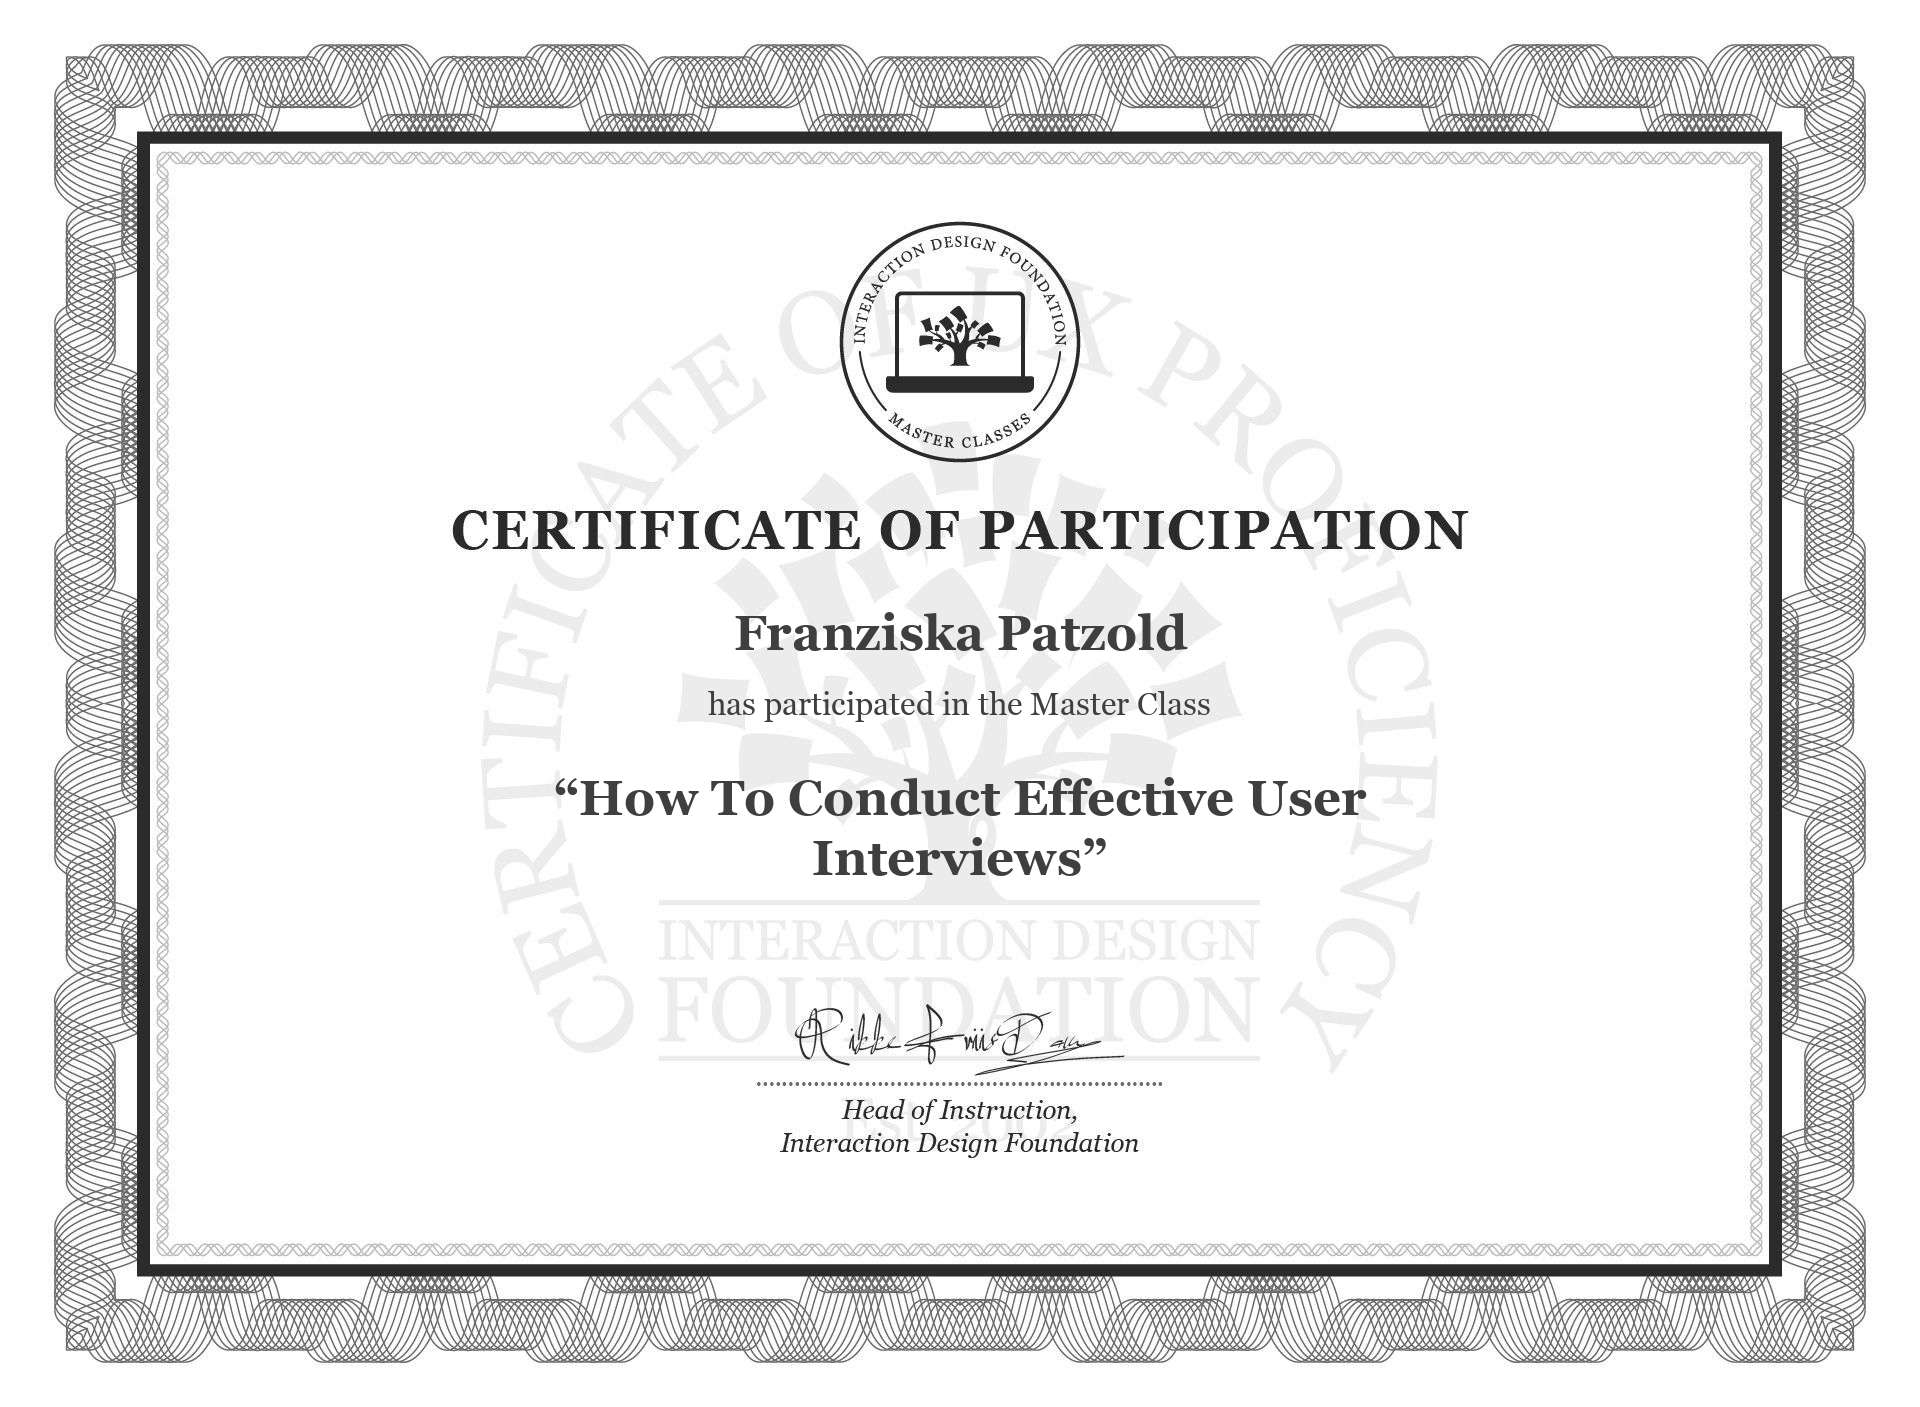 INTERACTION DESIGN FOUNDATION
MASTER CLASSES
CERTIFICATE OF UX PROFICIENCY
CERTIFICATE OF PARTICIPATION
Franziska Patzold
has participated in the Master Class
“How To Conduct Effective User
Interviews”
INTERACTION DESIGN
FOUNDATION
Rikke Friis Dam
Est. 2002
Head of Instruction,
Interaction Design Foundation